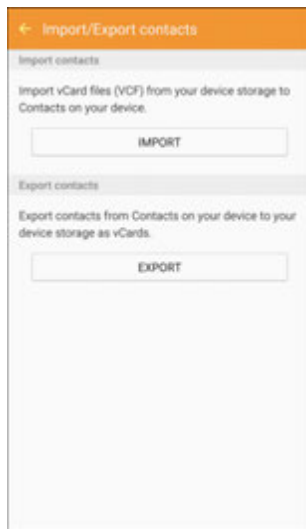 Import/Export contacts
Import contacts
Import vCard files (VCF) from your device storage to
Contacts on your device.
IMPORT
Export contacts
Export contacts from Contacts on your device to your
device storage as vCards.
EXPORT